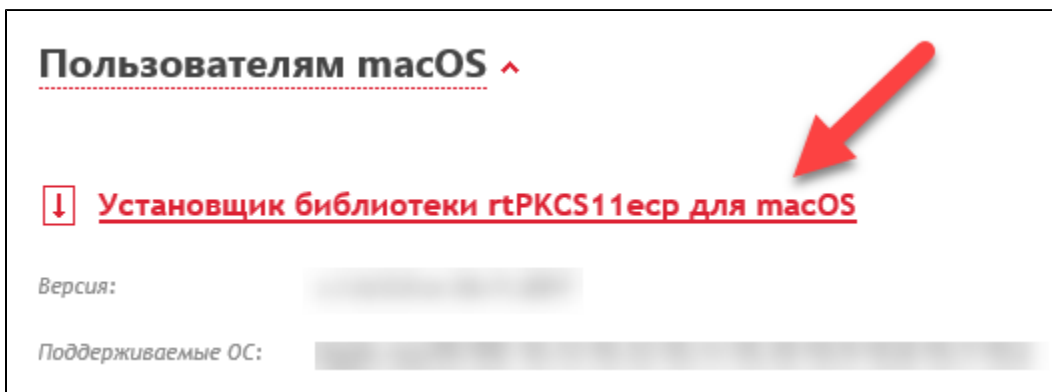 Пользователям macOS
Установщик библиотеки rtPKCS11ecp для macOS
Версия:
Поддерживаемые ОС: